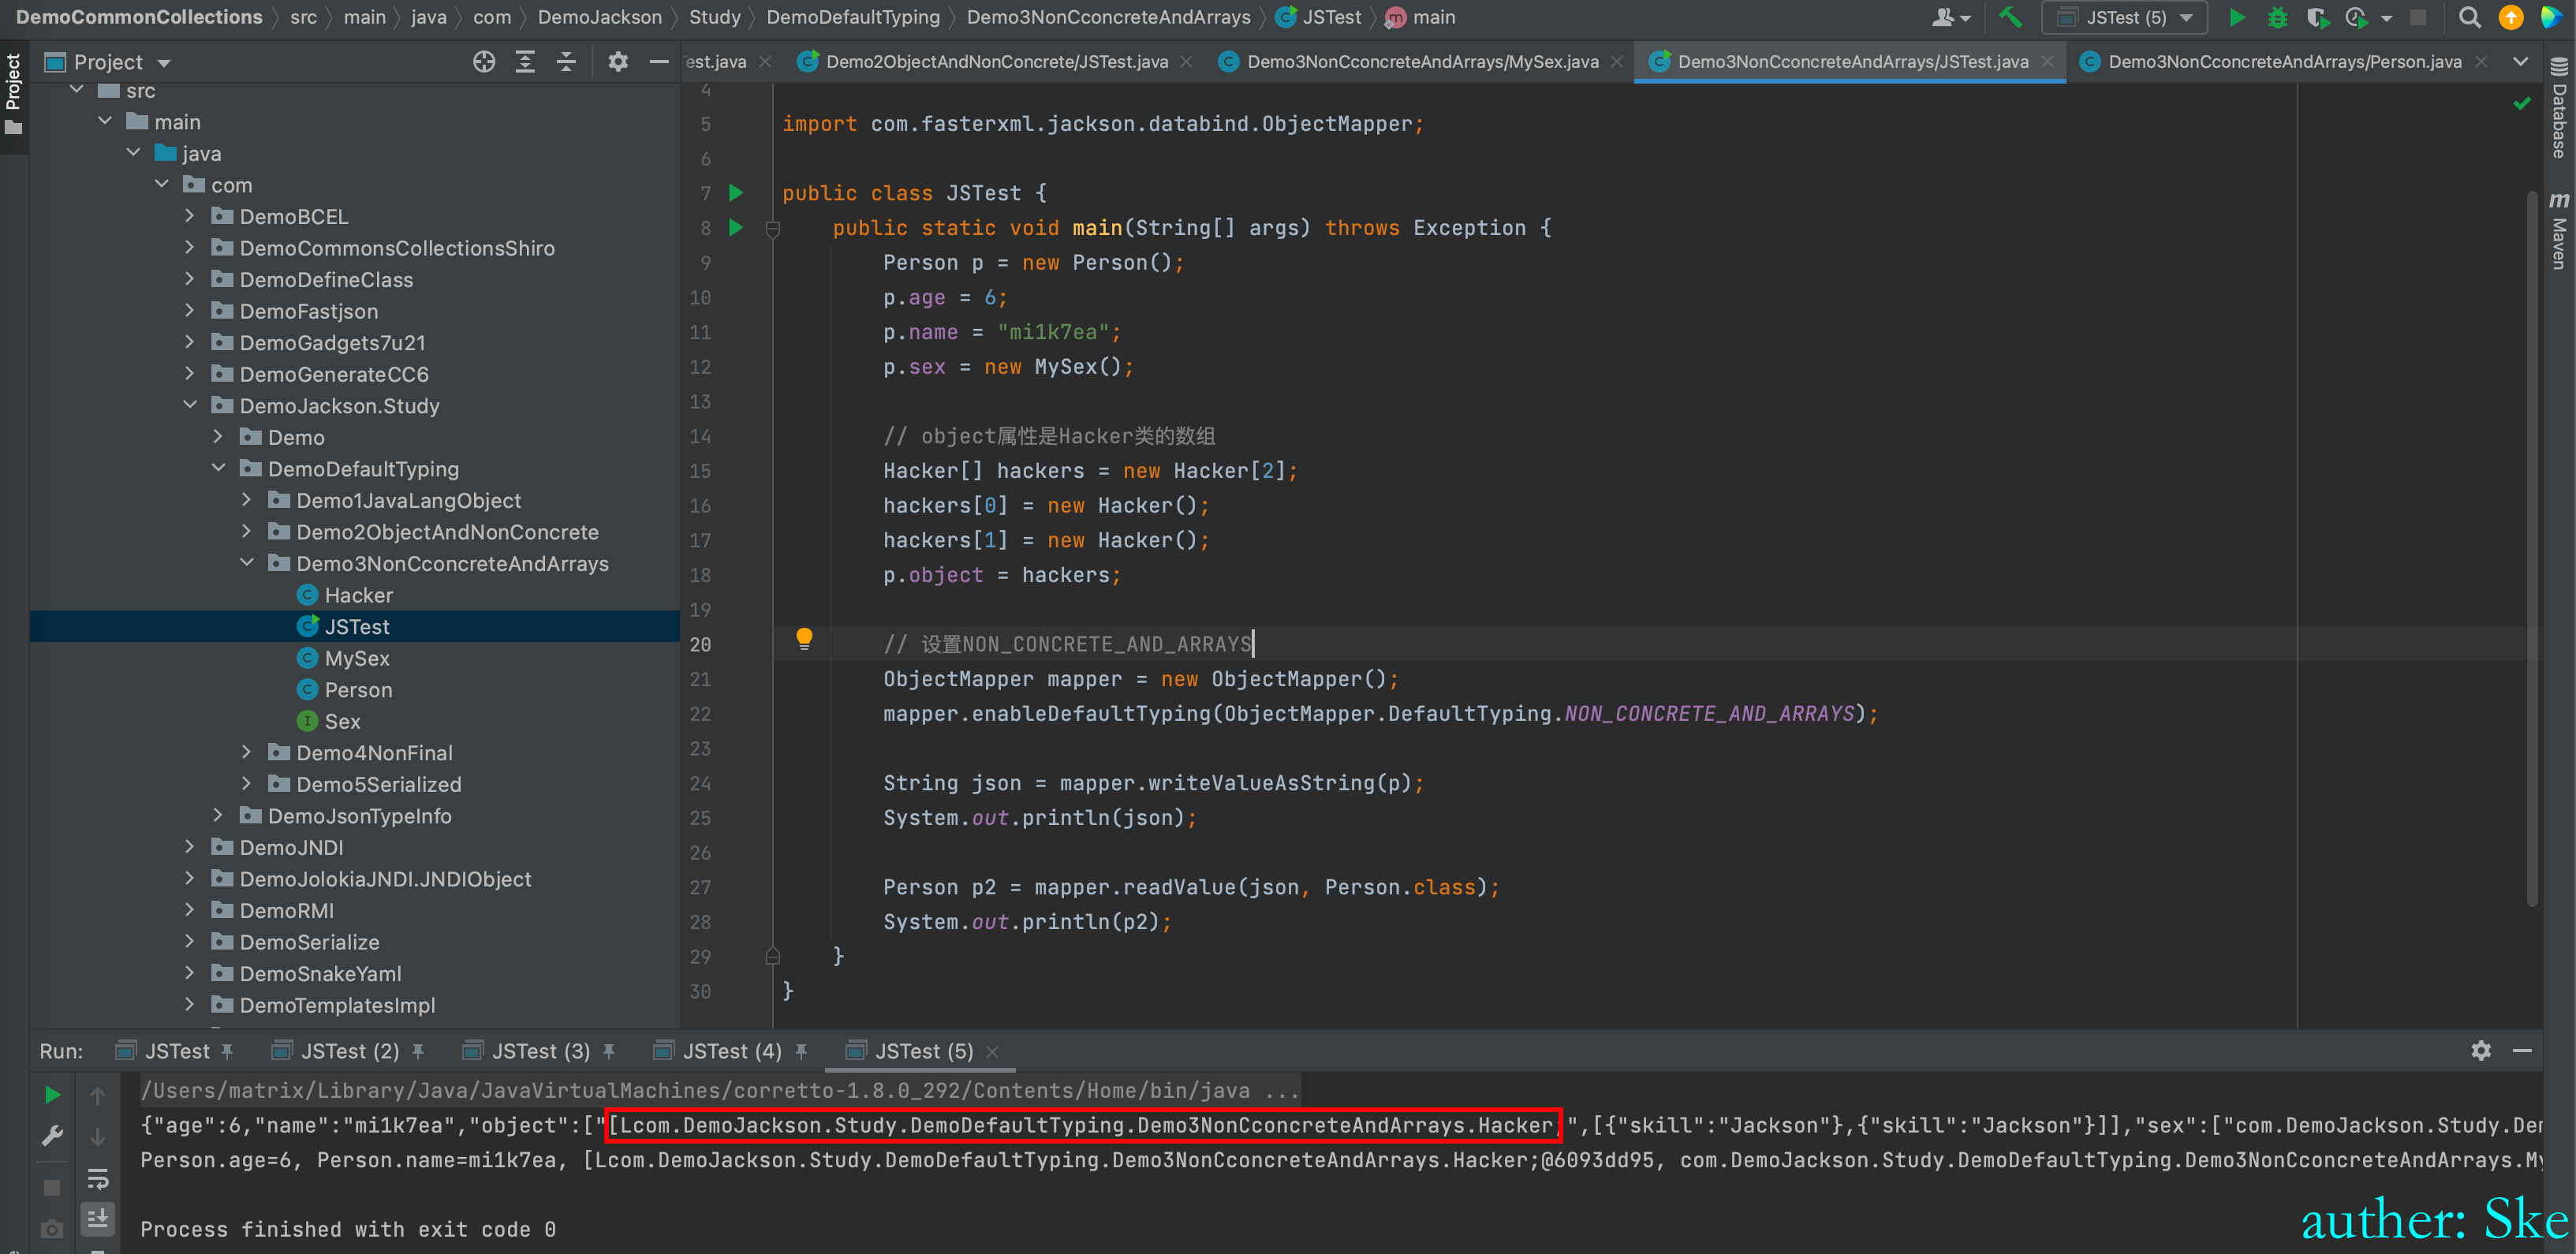 DemoCommonCollections src main java com DemoJackson Study DemoDefaultTyping Demo3NonCconcreteAndArrays JSTest main JSTest (5)
Project
est.java Demo2ObjectAndNonConcrete/JSTest.java Demo3NonCconcreteAndArrays/MySex.java Demo3NonCconcreteAndArrays/JSTest.java Demo3NonCconcreteAndArrays/Person.java
Project
Database
Maven
src
main
java
com
DemoBCEL
DemoCommonsCollectionsShiro
DemoDefineClass
DemoFastjson
DemoGadgets7u21
DemoGenerateCC6
DemoJackson.Study
Demo
DemoDefaultTyping
Demo1JavaLangObject
Demo2ObjectAndNonConcrete
Demo3NonCconcreteAndArrays
Hacker
JSTest
MySex
Person
Sex
Demo4NonFinal
Demo5Serialized
DemoJsonTypeInfo
DemoJNDI
DemoJolokiaJNDI.JNDIObject
DemoRMI
DemoSerialize
DemoSnakeYaml
DemoTemplatesImpl
4
5 import com.fasterxml.jackson.databind.ObjectMapper;
6
7 public class JSTest {
8 public static void main(String[] args) throws Exception {
9 Person p = new Person();
10 p.age = 6;
11 p.name = "mi1k7ea";
12 p.sex = new MySex();
13
14 // object属性是Hacker类的数组
15 Hacker[] hackers = new Hacker[2];
16 hackers[0] = new Hacker();
17 hackers[1] = new Hacker();
18 p.object = hackers;
19
20 // 设置NON_CONCRETE_AND_ARRAYS
21 ObjectMapper mapper = new ObjectMapper();
22 mapper.enableDefaultTyping(ObjectMapper.DefaultTyping.NON_CONCRETE_AND_ARRAYS);
23
24 String json = mapper.writeValueAsString(p);
25 System.out.println(json);
26
27 Person p2 = mapper.readValue(json, Person.class);
28 System.out.println(p2);
29 }
30 }
Run: JSTest JSTest (2) JSTest (3) JSTest (4) JSTest (5)
/Users/matrix/Library/Java/JavaVirtualMachines/corretto-1.8.0_292/Contents/Home/bin/java ...
{"age":6,"name":"mi1k7ea","object":["[Lcom.DemoJackson.Study.DemoDefaultTyping.Demo3NonCconcreteAndArrays.Hacker;",[{"skill":"Jackson"},{"skill":"Jackson"}]],"sex":["com.DemoJackson.Study.Dem
Person.age=6, Person.name=mi1k7ea, [Lcom.DemoJackson.Study.DemoDefaultTyping.Demo3NonCconcreteAndArrays.Hacker;@6093dd95, com.DemoJackson.Study.DemoDefaultTyping.Demo3NonCconcreteAndArrays.My
Process finished with exit code 0
auther: Ske